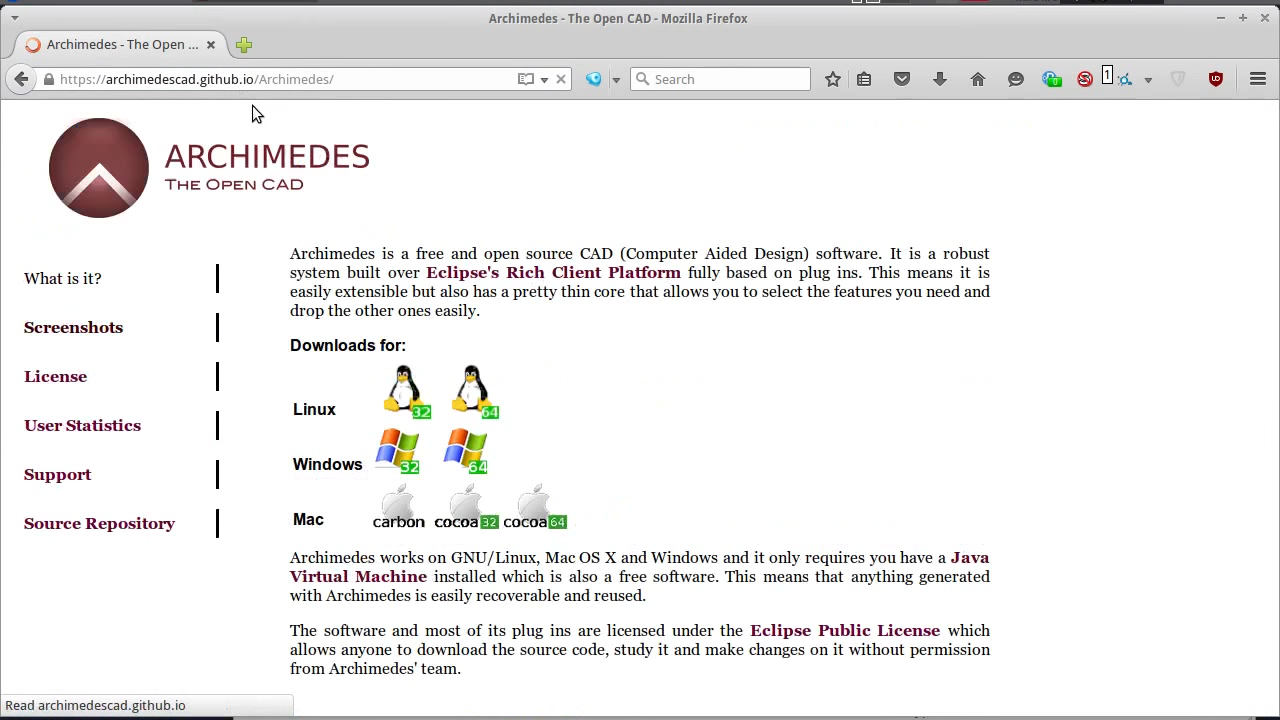 Archimedes - The Open CAD - Mozilla Firefox
Archimedes - The Open ...
https://archimedescad.github.io/Archimedes/
Search
0
1
ARCHIMEDES
The Open CAD
What is it?
Screenshots
License
User Statistics
Support
Source Repository
Archimedes is a free and open source CAD (Computer Aided Design) software. It is a robust
system built over Eclipse's Rich Client Platform fully based on plug ins. This means it is
easily extensible but also has a pretty thin core that allows you to select the features you need and
drop the other ones easily.
Downloads for:
Linux 32 64
Windows 32 64
Mac carbon cocoa 32 cocoa 64
Archimedes works on GNU/Linux, Mac OS X and Windows and it only requires you have a Java
Virtual Machine installed which is also a free software. This means that anything generated
with Archimedes is easily recoverable and reused.
The software and most of its plug ins are licensed under the Eclipse Public License which
allows anyone to download the source code, study it and make changes on it without permission
from Archimedes' team.
Read archimedescad.github.io